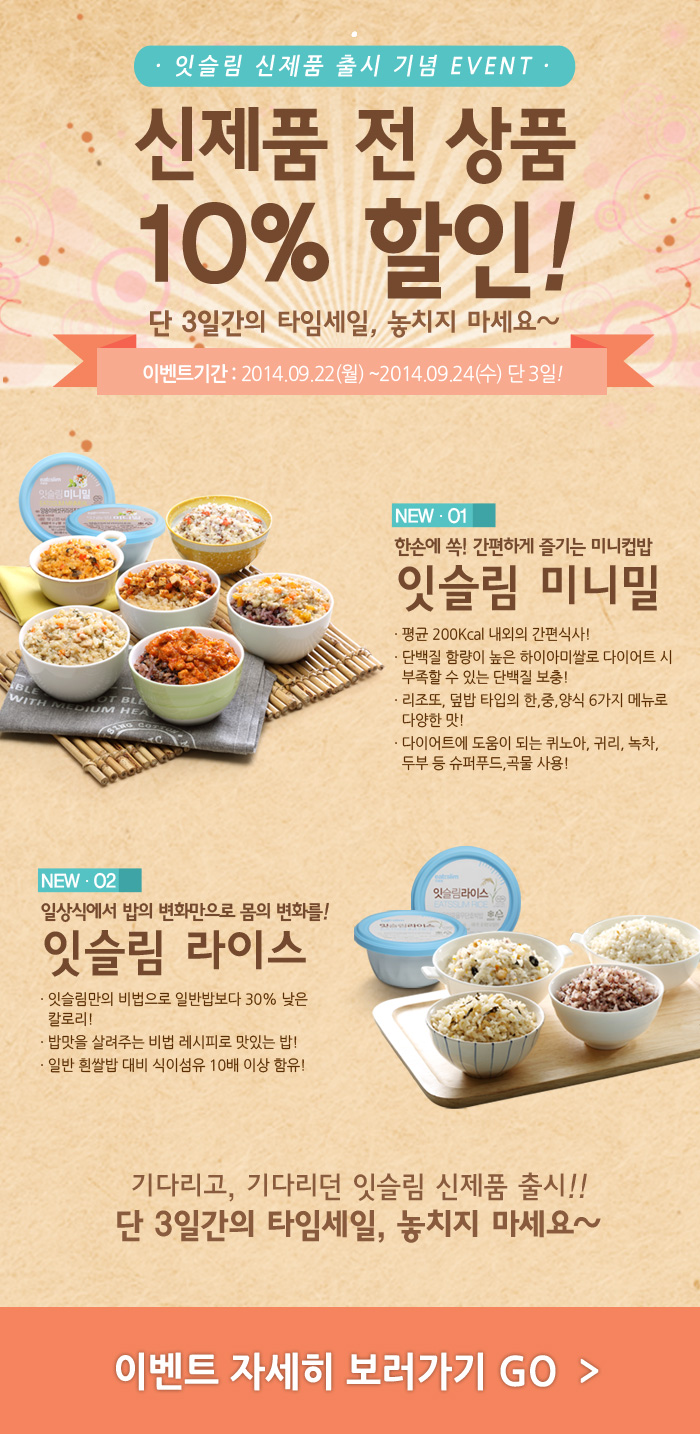 · 잇슬림 신제품 출시 기념 EVENT ·
신제품 전 상품
10% 할인!
단 3일간의 타임세일, 놓치지 마세요~
이벤트기간 : 2014.09.22(월) ~2014.09.24(수) 단 3일!
잇슬림미니밀
NEW · 01
한손에 쏙! 간편하게 즐기는 미니컵밥
잇슬림 미니밀
· 평균 200Kcal 내외의 간편식사!
· 단백질 함량이 높은 하이아미쌀로 다이어트 시
부족할 수 있는 단백질 보충!
· 리조또, 덮밥 타입의 한,중,양식 6가지 메뉴로
다양한 맛!
· 다이어트에 도움이 되는 퀴노아, 귀리, 녹차,
두부 등 슈퍼푸드,곡물 사용!
WITH MEDIUM HEA
NEW · 02
일상식에서 밥의 변화만으로 몸의 변화를!
잇슬림 라이스
· 잇슬림만의 비법으로 일반밥보다 30% 낮은
칼로리!
· 밥맛을 살려주는 비법 레시피로 맛있는 밥!
· 일반 흰쌀밥 대비 식이섬유 10배 이상 함유!
잇슬림라이스
잇슬림라이스
기다리고, 기다리던 잇슬림 신제품 출시!!
단 3일간의 타임세일, 놓치지 마세요~
이벤트 자세히 보러가기 GO >